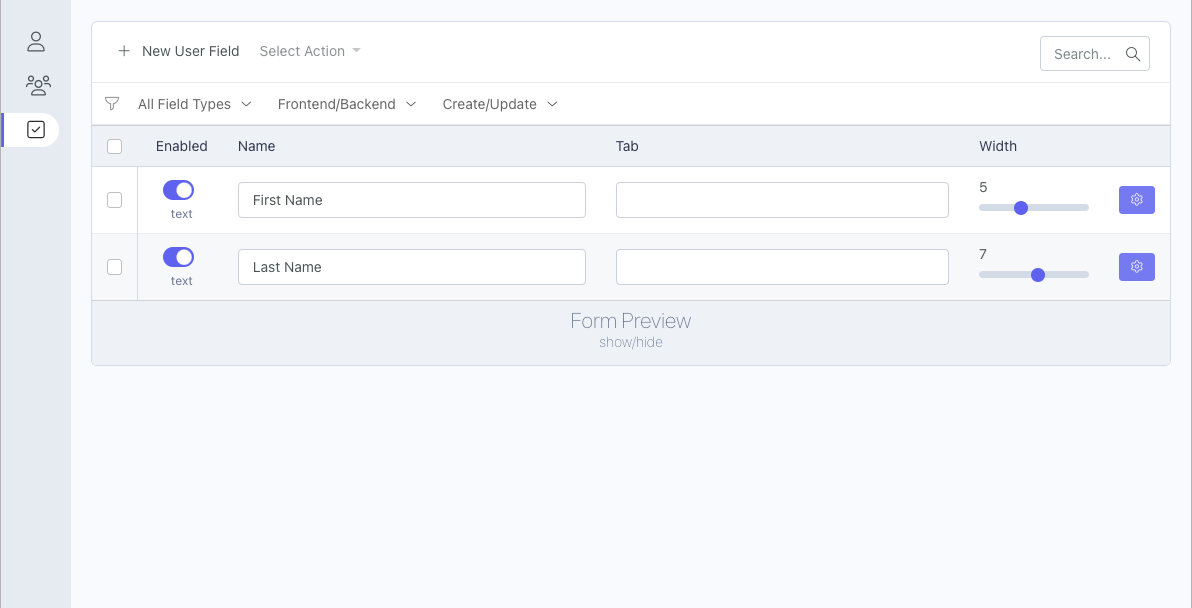 New User Field Select Action Search...
All Field Types Frontend/Backend Create/Update
Enabled Name Tab Width
text First Name 5
text Last Name 7
Form Preview
show/hide